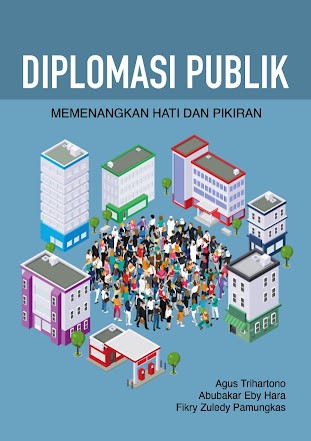 DIPLOMASI PUBLIK
MEMENANGKAN HATI DAN PIKIRAN
Agus Trihartono
Abubakar Eby Hara
Fikry Zuledy Pamungkas